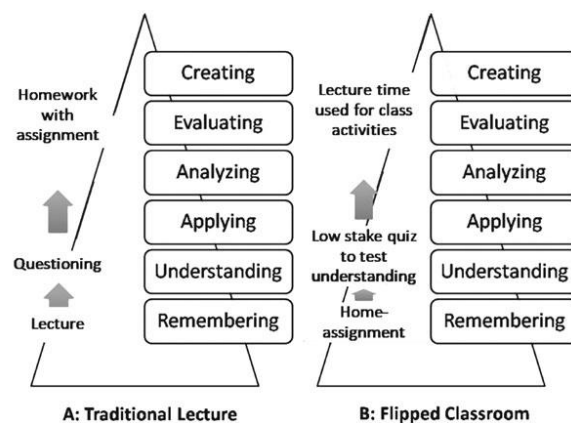 Homework
with
assignment
Questioning
Lecture
Creating
Evaluating
Analyzing
Applying
Understanding
Remembering
A: Traditional Lecture
Lecture time
used for class
activities
Low stake quiz
to test
understanding
Home-
assignment
Creating
Evaluating
Analyzing
Applying
Understanding
Remembering
B: Flipped Classroom